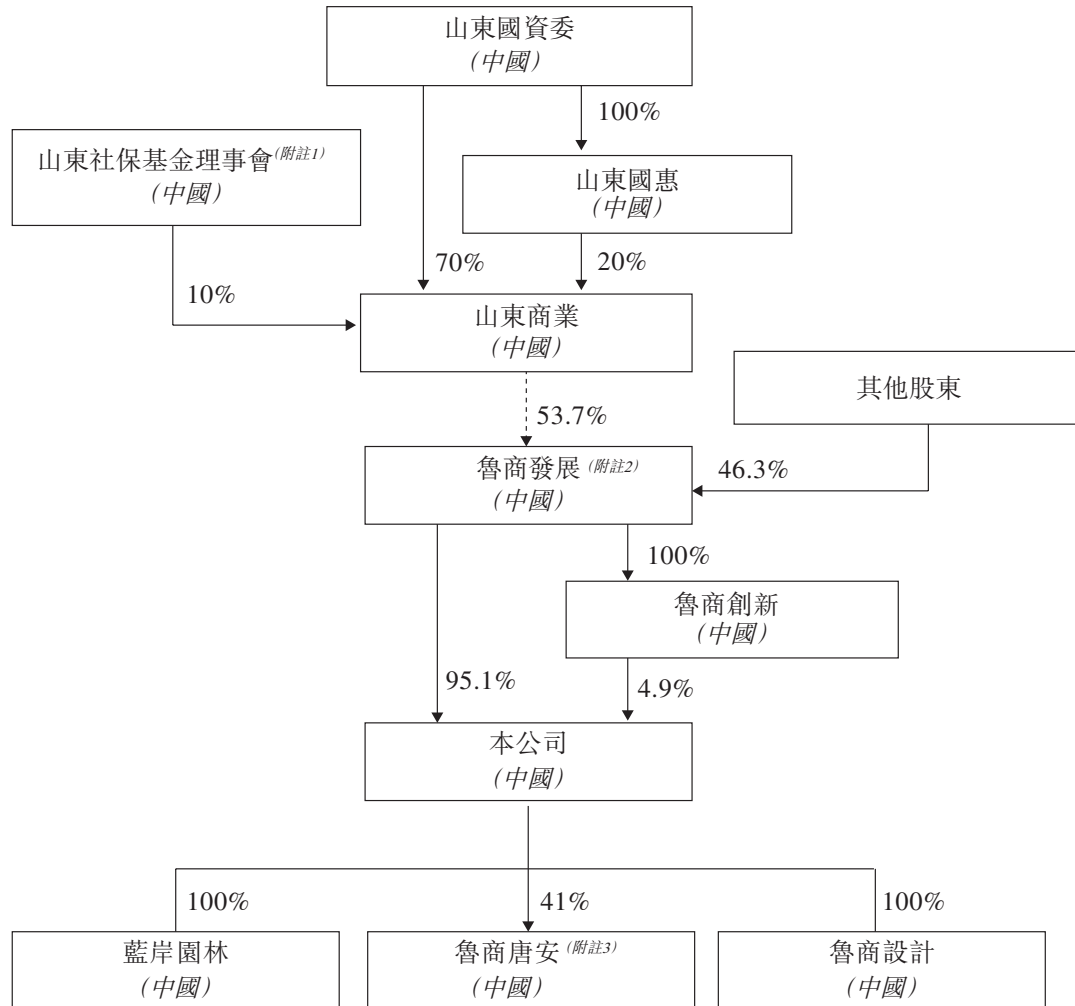 山東國資委
(中國)
100%
山東社保基金理事會(附註1)
(中國)
山東國惠
(中國)
70%
20%
10%
山東商業
(中國)
其他股東
53.7%
魯商發展(附註2)
(中國)
46.3%
100%
魯商創新
(中國)
95.1%
4.9%
本公司
(中國)
100%
41%
100%
藍岸園林
(中國)
魯商唐安(附註3)
(中國)
魯商設計
(中國)